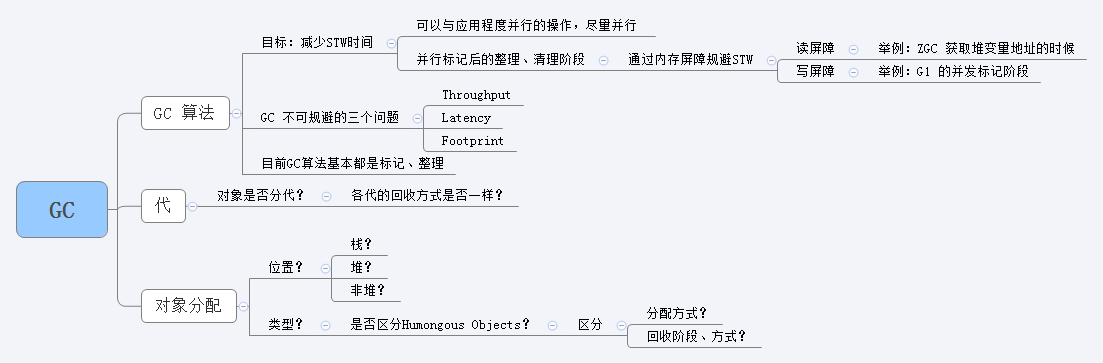 GC
GC 算法
目标：减少STW时间
可以与应用程度并行的操作，尽量并行
并行标记后的整理、清理阶段
通过内存屏障规避STW
读屏障
举例：ZGC 获取堆变量地址的时候
写屏障
举例：G1 的并发标记阶段
GC 不可规避的三个问题
Throughput
Latency
Footprint
目前GC算法基本都是标记、整理
代
对象是否分代？
各代的回收方式是否一样？
对象分配
位置？
栈？
堆？
非堆？
类型？
是否区分Humongous Objects？
区分
分配方式？
回收阶段、方式？